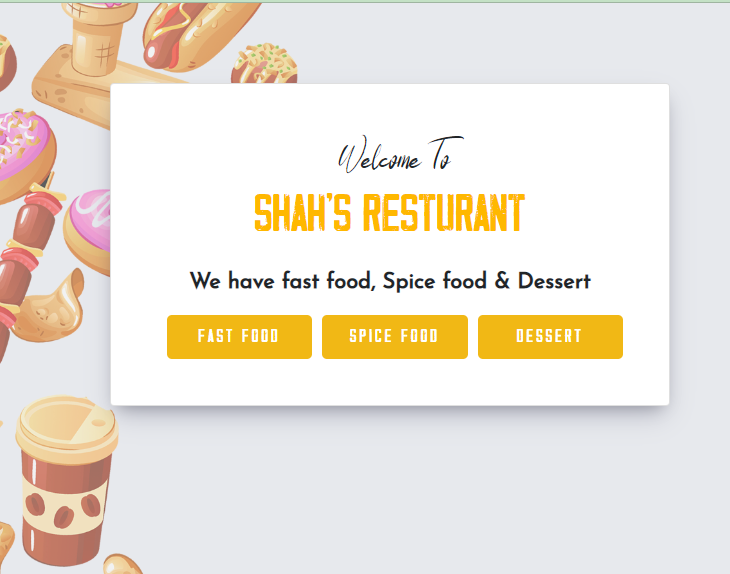 Welcome To
SHAH'S RESTURANT
We have fast food, Spice food & Dessert
FAST FOOD
SPICE FOOD
DESSERT